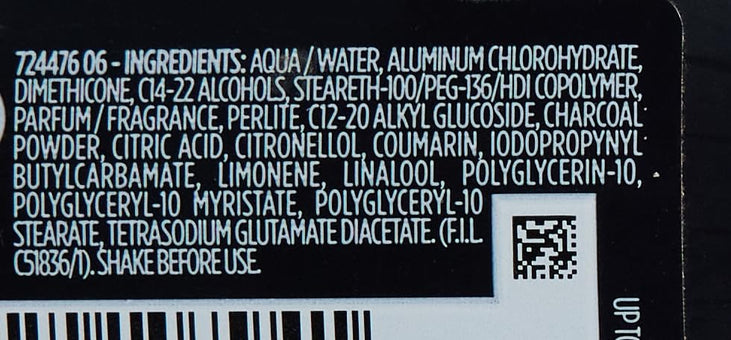 724476 06 - INGREDIENTS: AQUA / WATER, ALUMINUM CHLOROHYDRATE,
DIMETHICONE, C14-22 ALCOHOLS, STEARETH-100/PEG-136/HDI COPOLYMER,
PARFUM / FRAGRANCE, PERLITE, C12-20 ALKYL GLUCOSIDE, CHARCOAL
POWDER, CITRIC ACID, CITRONELLOL, COUMARIN, IODOPROPYNYL
BUTYLCARBAMATE, LIMONENE, LINALOOL, POLYGLYCERIN-10,
POLYGLYCERYL-10 MYRISTATE, POLYGLYCERYL-10
STEARATE, TETRASODIUM GLUTAMATE DIACETATE. (F.I.L.
C51836/1). SHAKE BEFORE USE.
UP TO